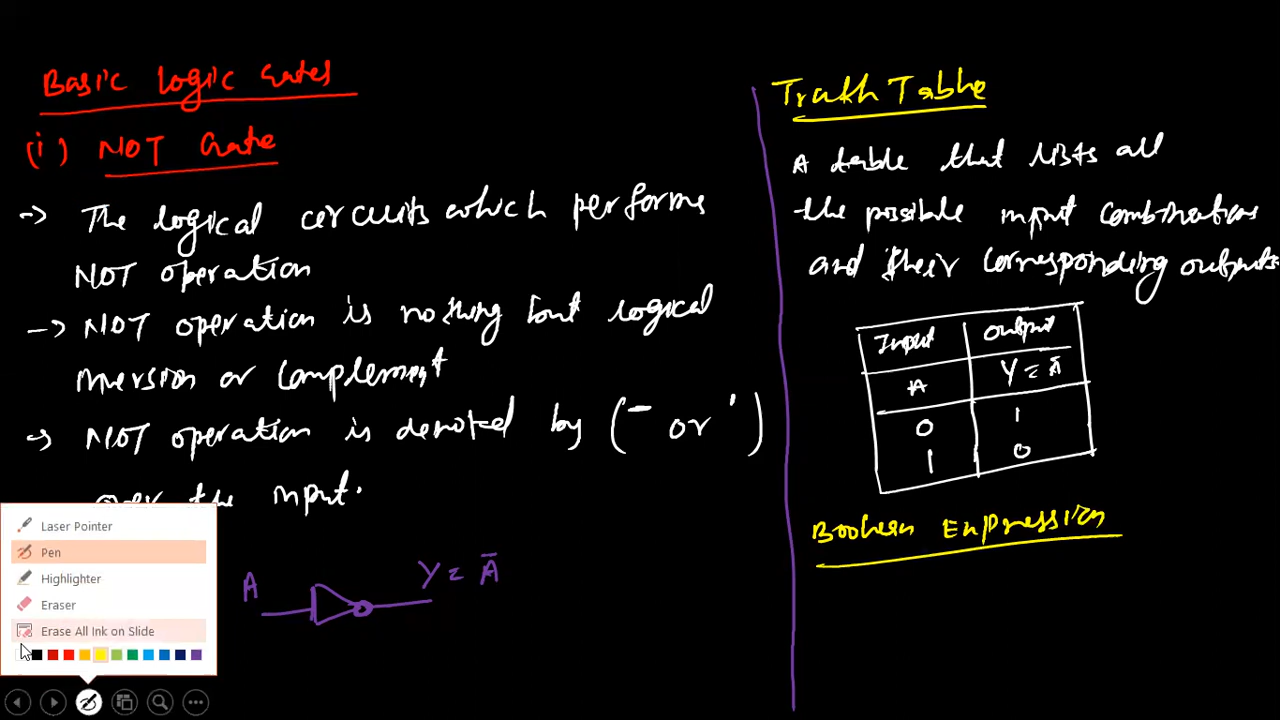 Basic Logic Gates
(i) NOT Gate
-> The logical circuits which performs
NOT operation
-> NOT operation is nothing but logical
inversion or complement
-> NOT operation is denoted by (- or ')
over the input.
A
Y = Ā
Laser Pointer
Pen
Highlighter
Eraser
Erase All Ink on Slide
Truth Table
A table that lists all
the possible input combinations
and their corresponding outputs
Input Output
A Y = Ā
0 1
1 0
Boolean Expression